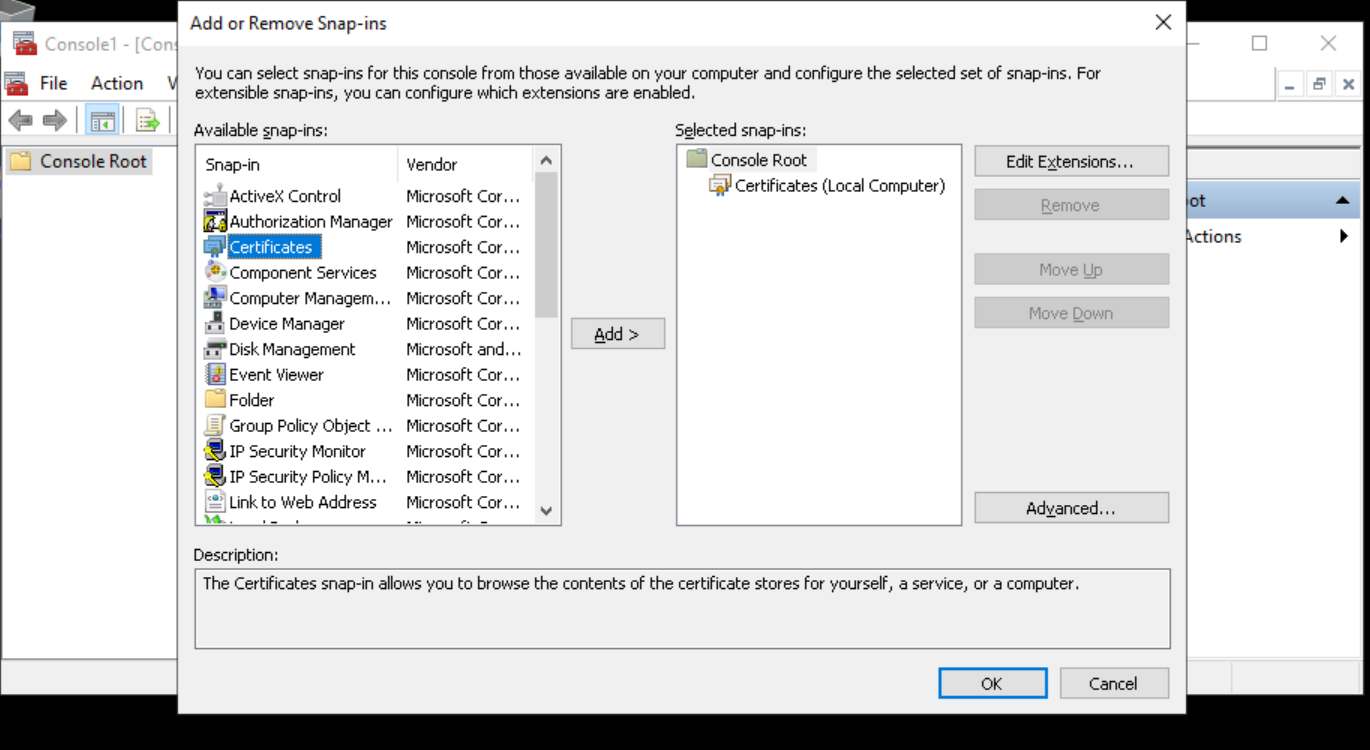 Add or Remove Snap-ins
Console1 - [Con
File Action V
You can select snap-ins for this console from those available on your computer and configure the selected set of snap-ins. For
extensible snap-ins, you can configure which extensions are enabled.
Available snap-ins:
Selected snap-ins:
Console Root
Snap-in Vendor
ActiveX Control Microsoft Cor...
Authorization Manager Microsoft Cor...
Certificates Microsoft Cor...
Component Services Microsoft Cor...
Computer Managem... Microsoft Cor...
Device Manager Microsoft Cor...
Disk Management Microsoft and...
Event Viewer Microsoft Cor...
Folder Microsoft Cor...
Group Policy Object ... Microsoft Cor...
IP Security Monitor Microsoft Cor...
IP Security Policy M... Microsoft Cor...
Link to Web Address Microsoft Cor...
Add >
Console Root
Certificates (Local Computer)
Edit Extensions...
Remove
Move Up
Move Down
Advanced...
ot
Actions
Description:
The Certificates snap-in allows you to browse the contents of the certificate stores for yourself, a service, or a computer.
OK
Cancel